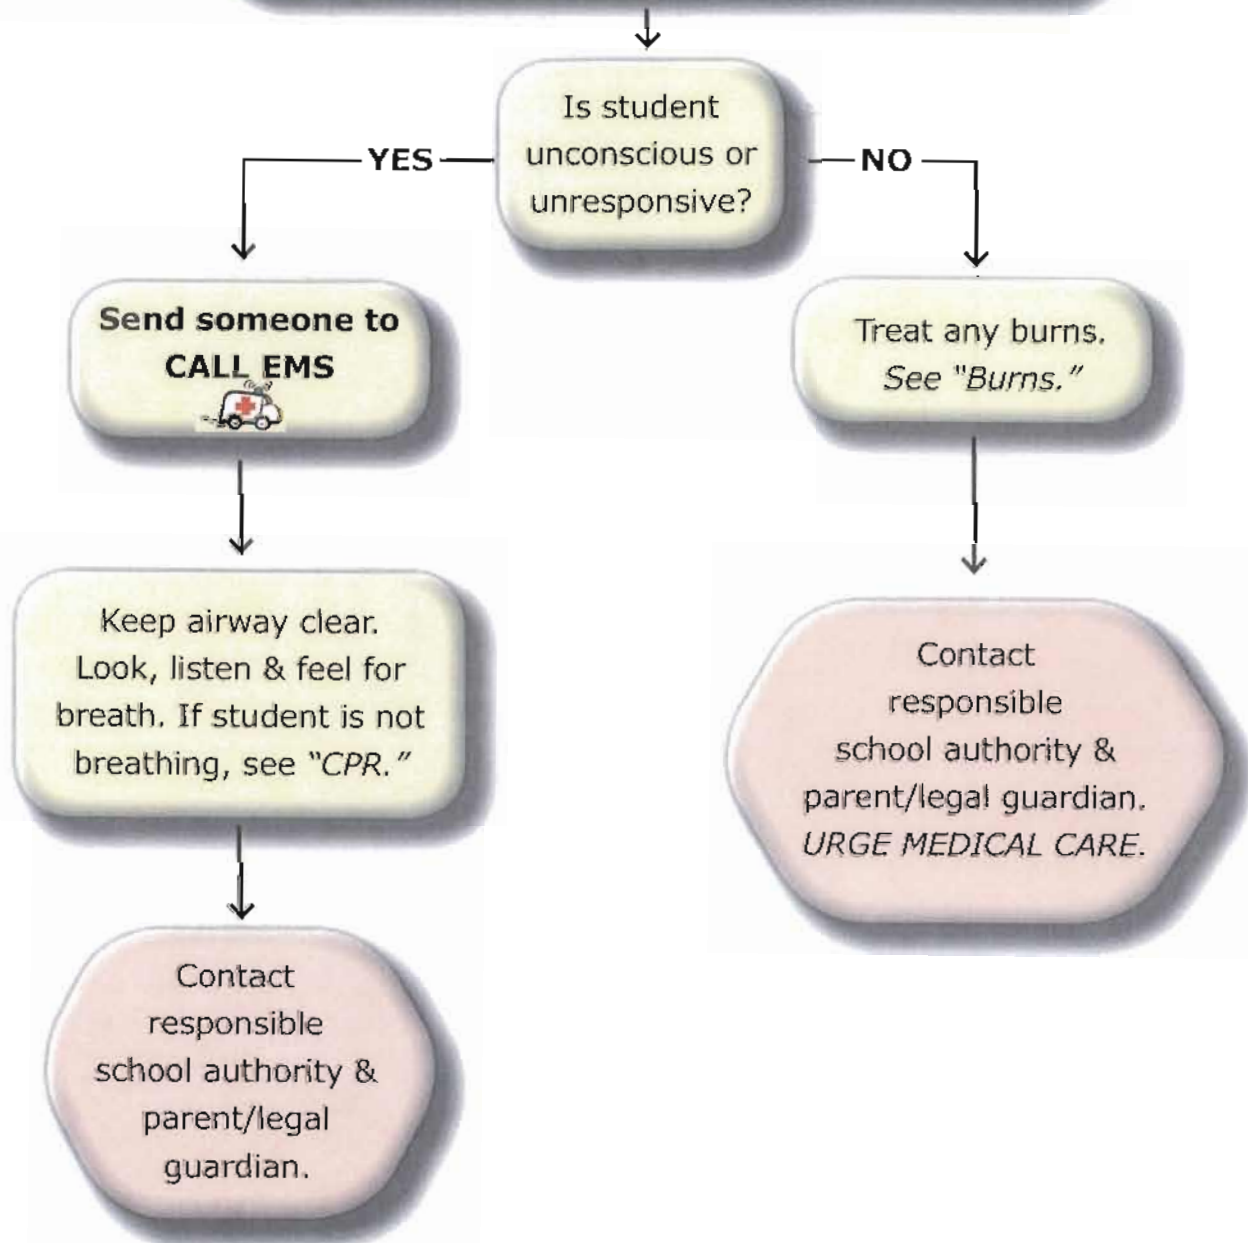 Is student
unconscious or
unresponsive?
YES
NO
Send someone to
CALL EMS
Treat any burns.
See "Burns."
Keep airway clear.
Look, listen & feel for
breath. If student is not
breathing, see "CPR."
Contact
responsible
school authority &
parent/legal guardian.
URGE MEDICAL CARE.
Contact
responsible
school authority &
parent/legal
guardian.